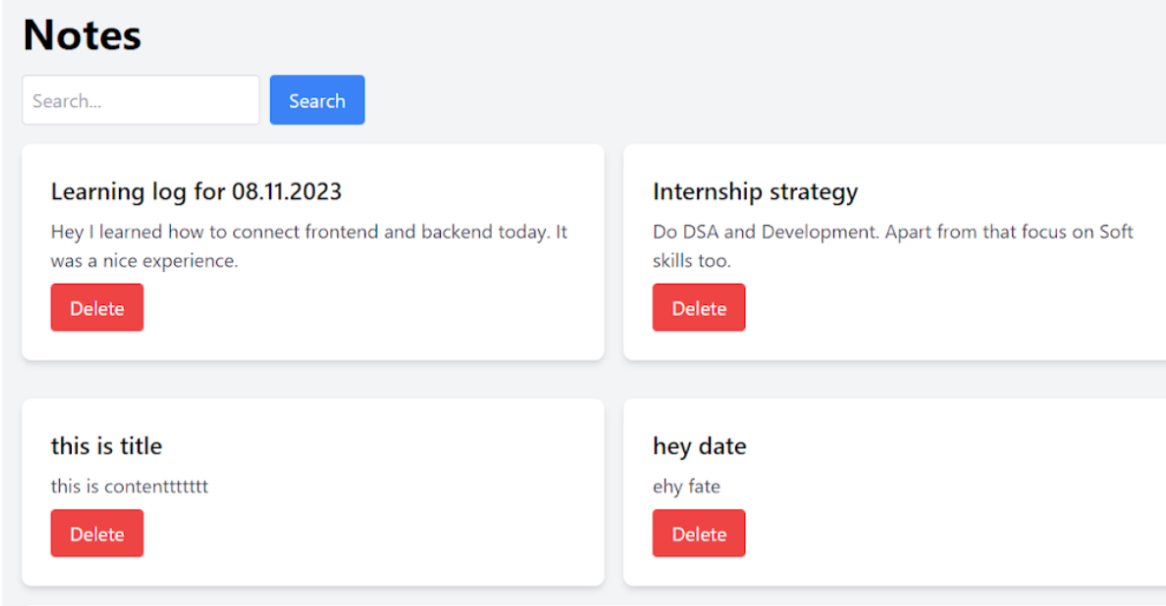 Notes
Search...
Search
Learning log for 08.11.2023
Hey I learned how to connect frontend and backend today. It
was a nice experience.
Delete
Internship strategy
Do DSA and Development. Apart from that focus on Soft
skills too.
Delete
this is title
this is contenttttttt
Delete
hey date
ehy fate
Delete